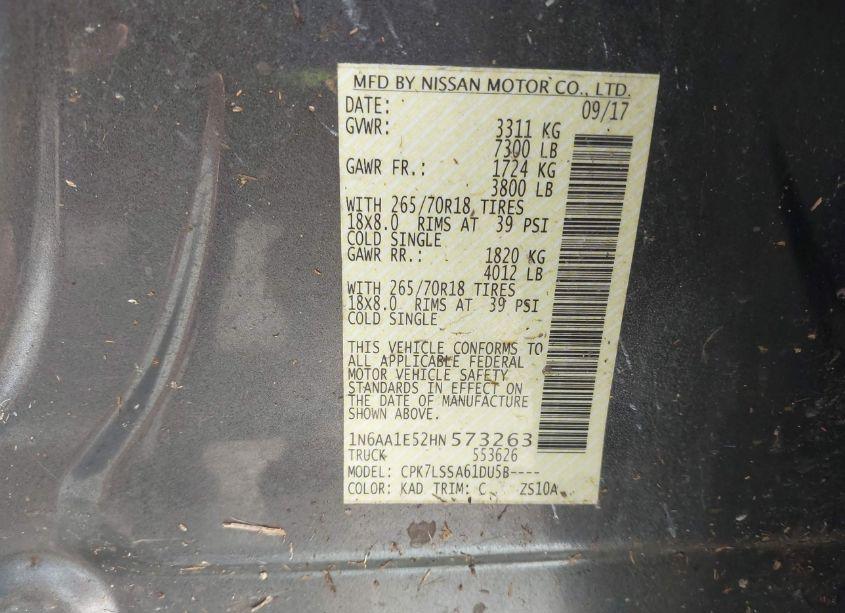 MFD BY NISSAN MOTOR CO., LTD.
DATE: 09/17
GVWR: 3311 KG
7300 LB
GAWR FR.: 1724 KG
3800 LB
WITH 265/70R18 TIRES
18X8.0 RIMS AT 39 PSI
COLD SINGLE
GAWR RR.: 1820 KG
4012 LB
WITH 265/70R18 TIRES
18X8.0 RIMS AT 39 PSI
COLD SINGLE
THIS VEHICLE CONFORMS TO
ALL APPLICABLE FEDERAL
MOTOR VEHICLE SAFETY
STANDARDS IN EFFECT ON
THE DATE OF MANUFACTURE
SHOWN ABOVE.
1N6AA1E52HN 573263
TRUCK 553626
MODEL: CPK7LSSA61DU5B----
COLOR: KAD TRIM: C ZS10A